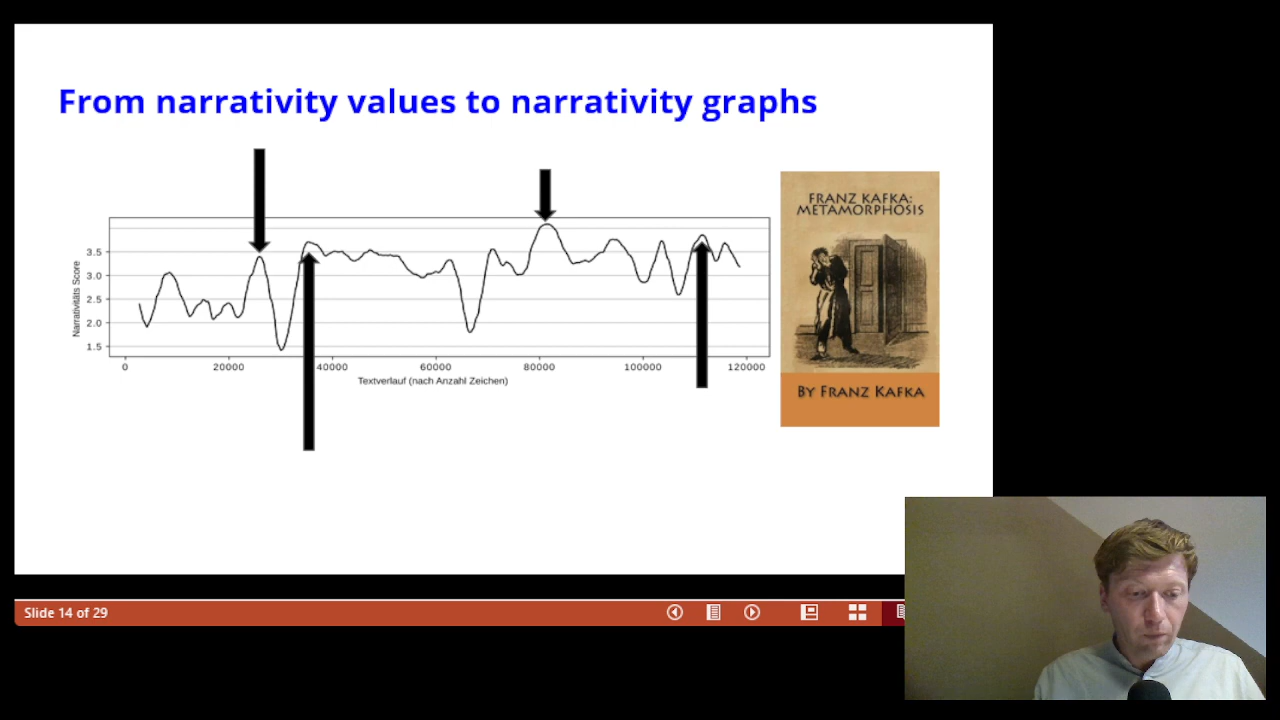 From narrativity values to narrativity graphs
Narrativitäts Score
3.5
3.0
2.5
2.0
1.5
0
20000
40000
60000
80000
100000
120000
Textverlauf (nach Anzahl Zeichen)
FRANZ KAFKA:
METAMORPHOSIS
BY FRANZ KAFKA
Slide 14 of 29